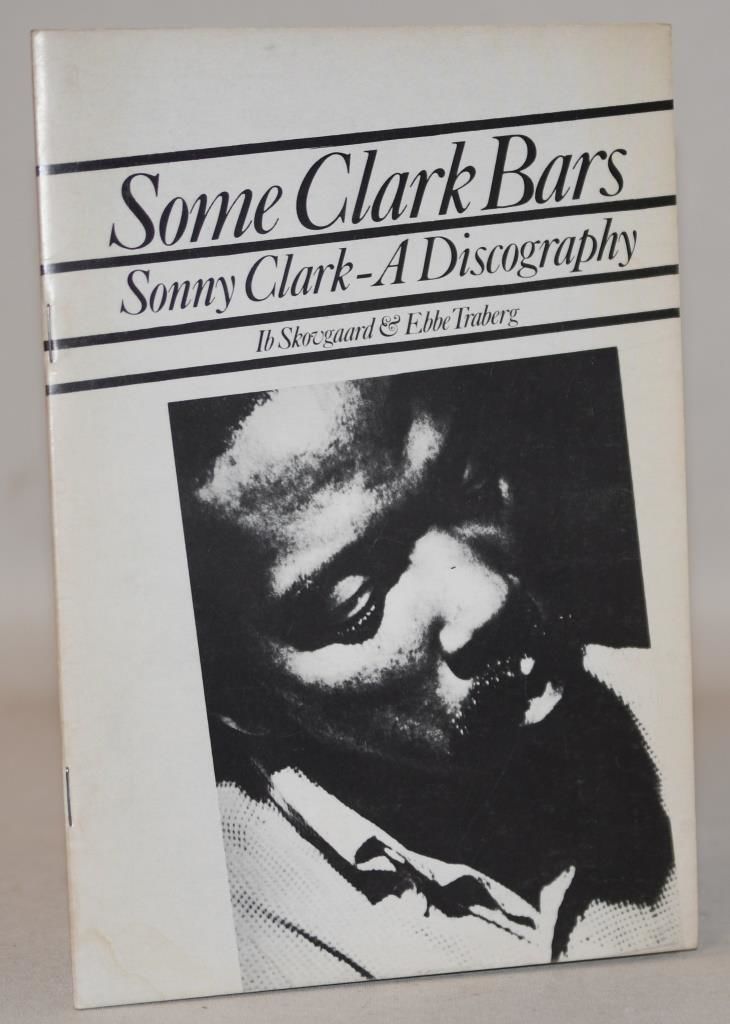 Some Clark Bars
Sonny Clark – A Discography
Ib Skovgaard & Ebbe Traberg